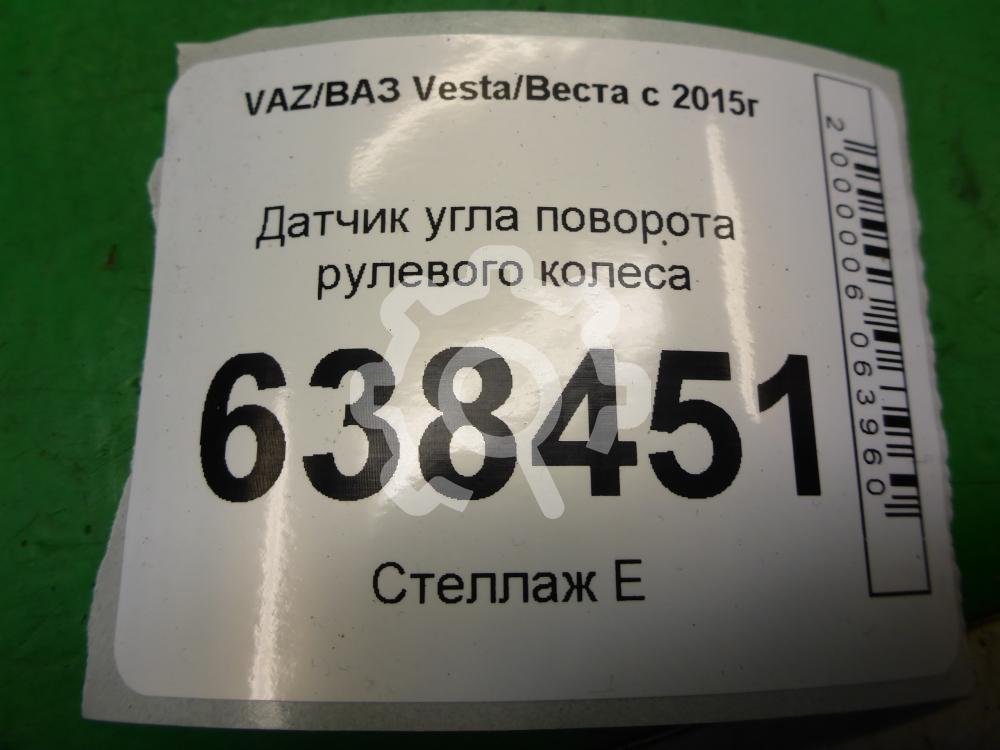 VAZ/ВАЗ Vesta/Веста с 2015г
Датчик угла поворота
рулевого колеса
638451
Стеллаж Е
2000006063960